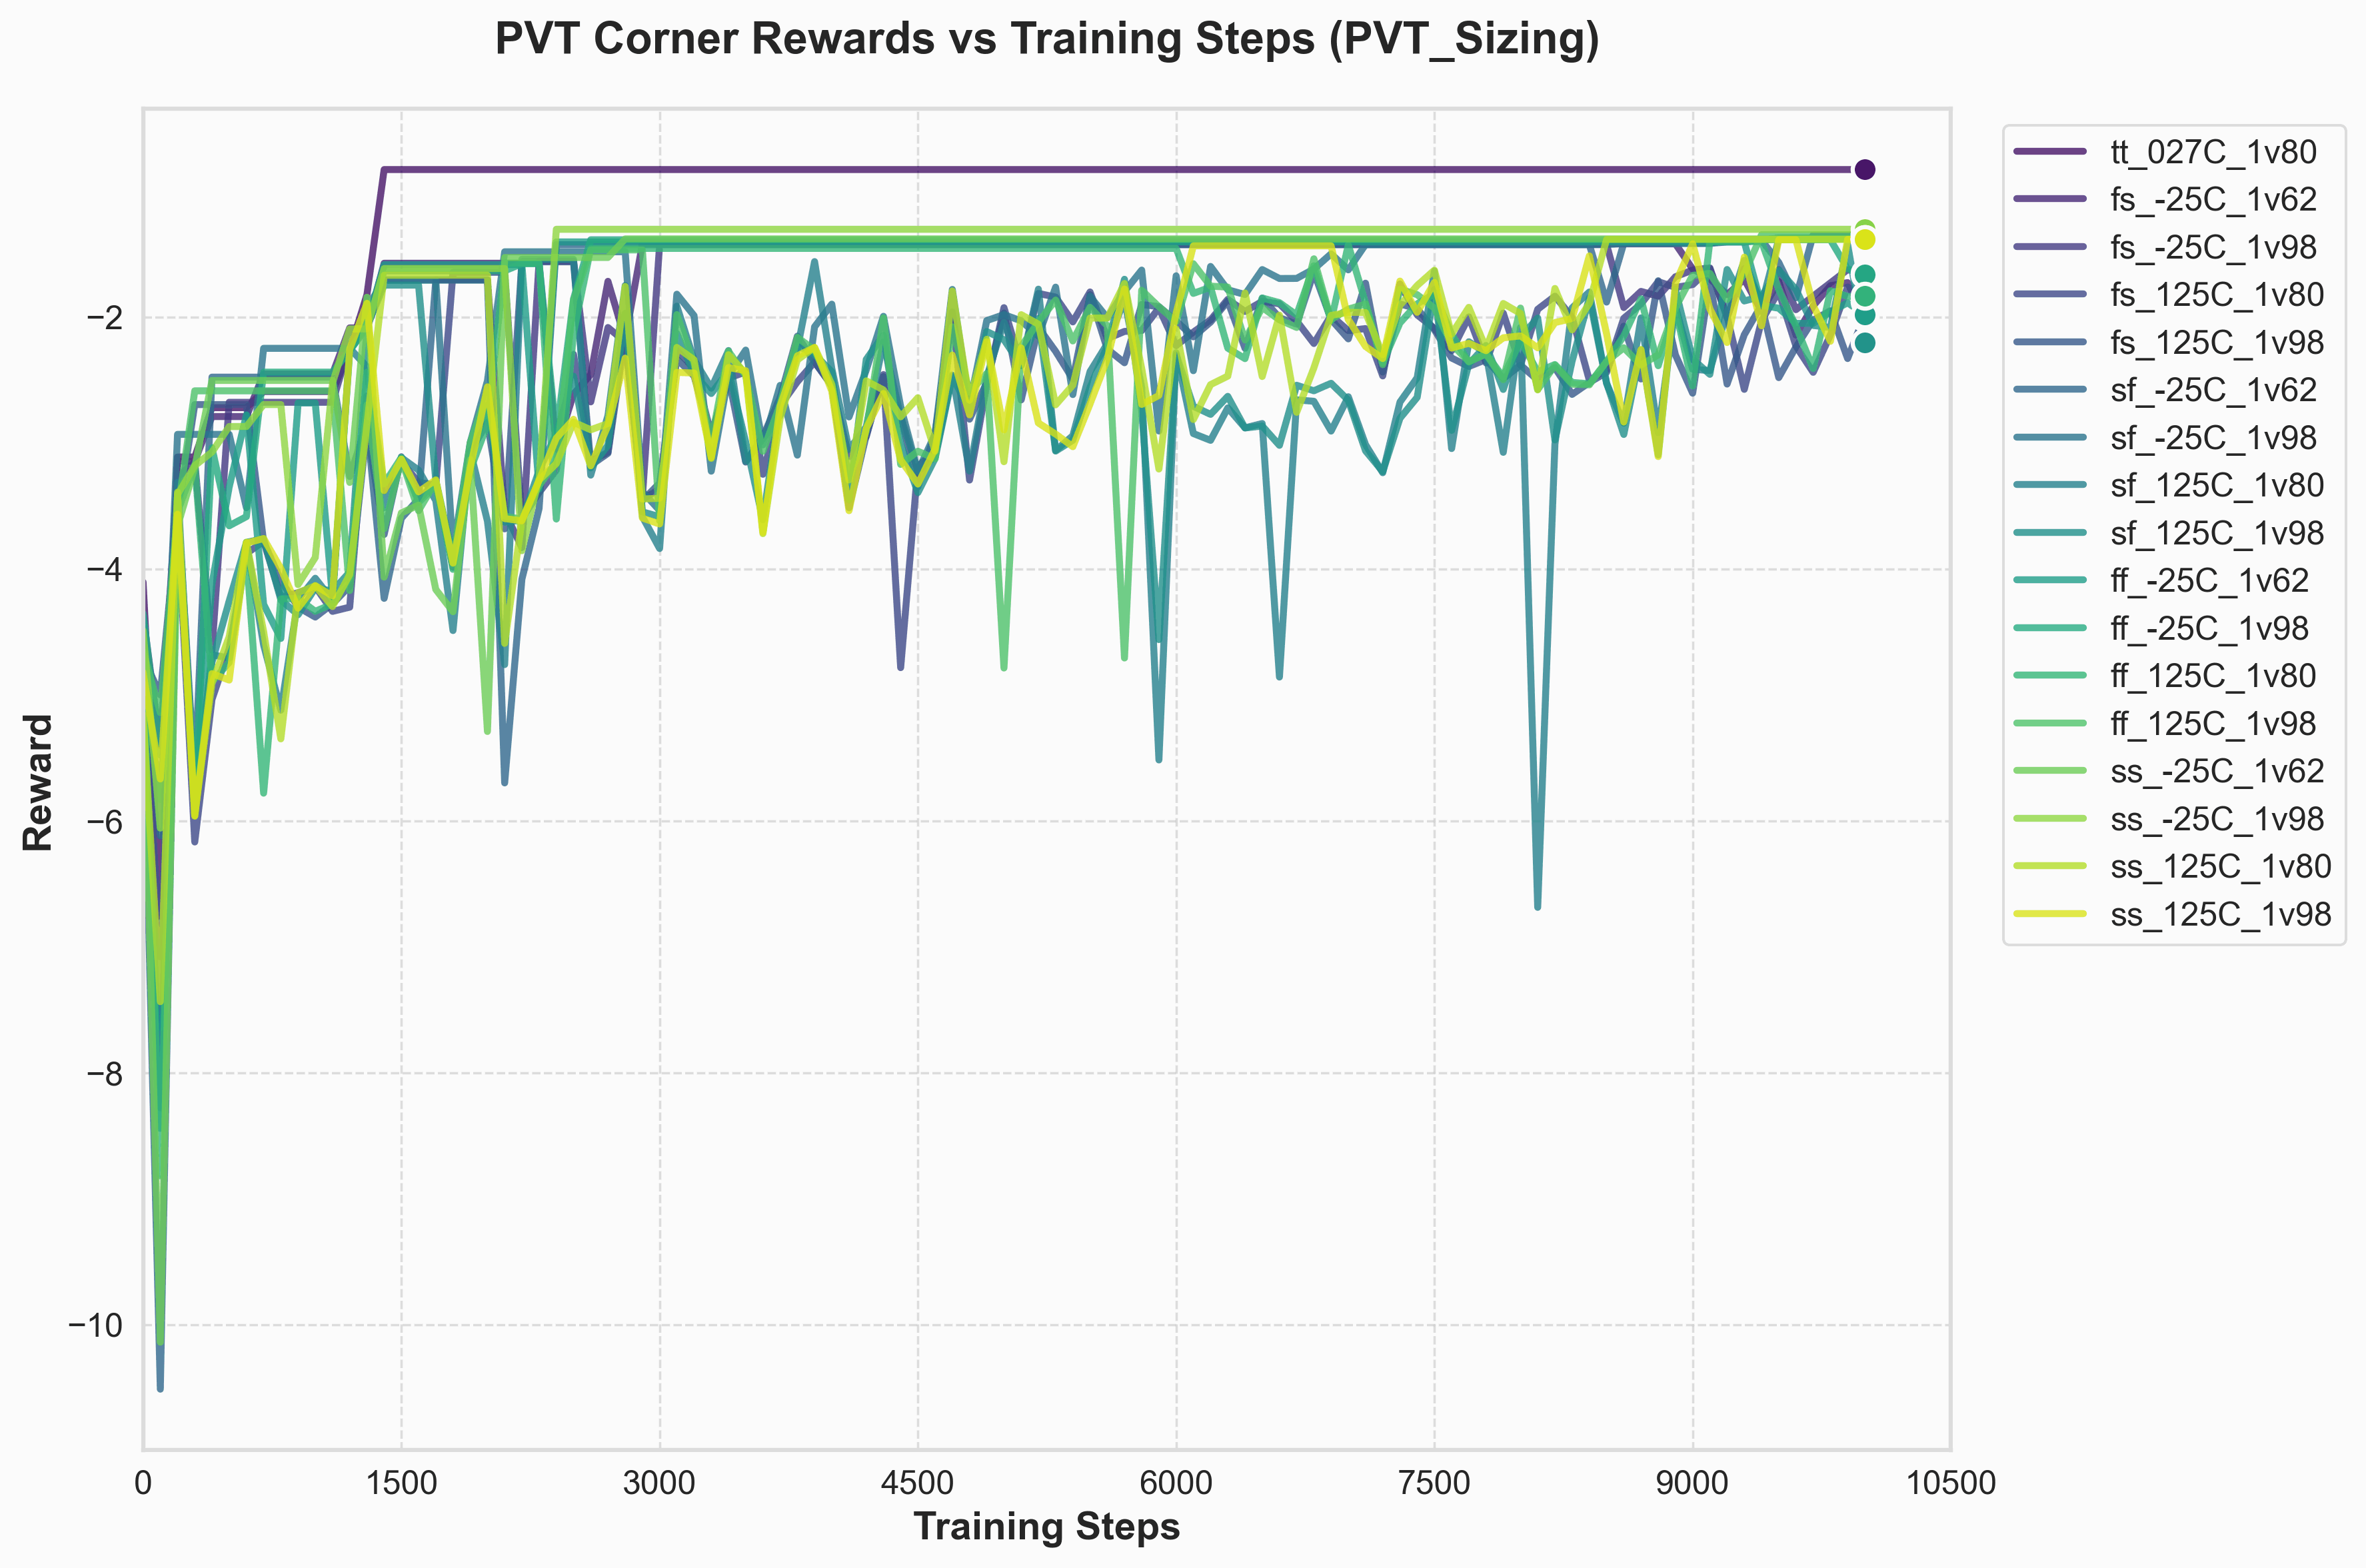 PVT Corner Rewards vs Training Steps (PVT_Sizing)
tt_027C_1v80
fs_-25C_1v62
fs_-25C_1v98
fs_125C_1v80
fs_125C_1v98
sf_-25C_1v62
sf_-25C_1v98
sf_125C_1v80
sf_125C_1v98
ff_-25C_1v62
ff_-25C_1v98
ff_125C_1v80
ff_125C_1v98
ss_-25C_1v62
ss_-25C_1v98
ss_125C_1v80
ss_125C_1v98
Reward
−2
−4
−6
−8
−10
0 1500 3000 4500 6000 7500 9000 10500
Training Steps